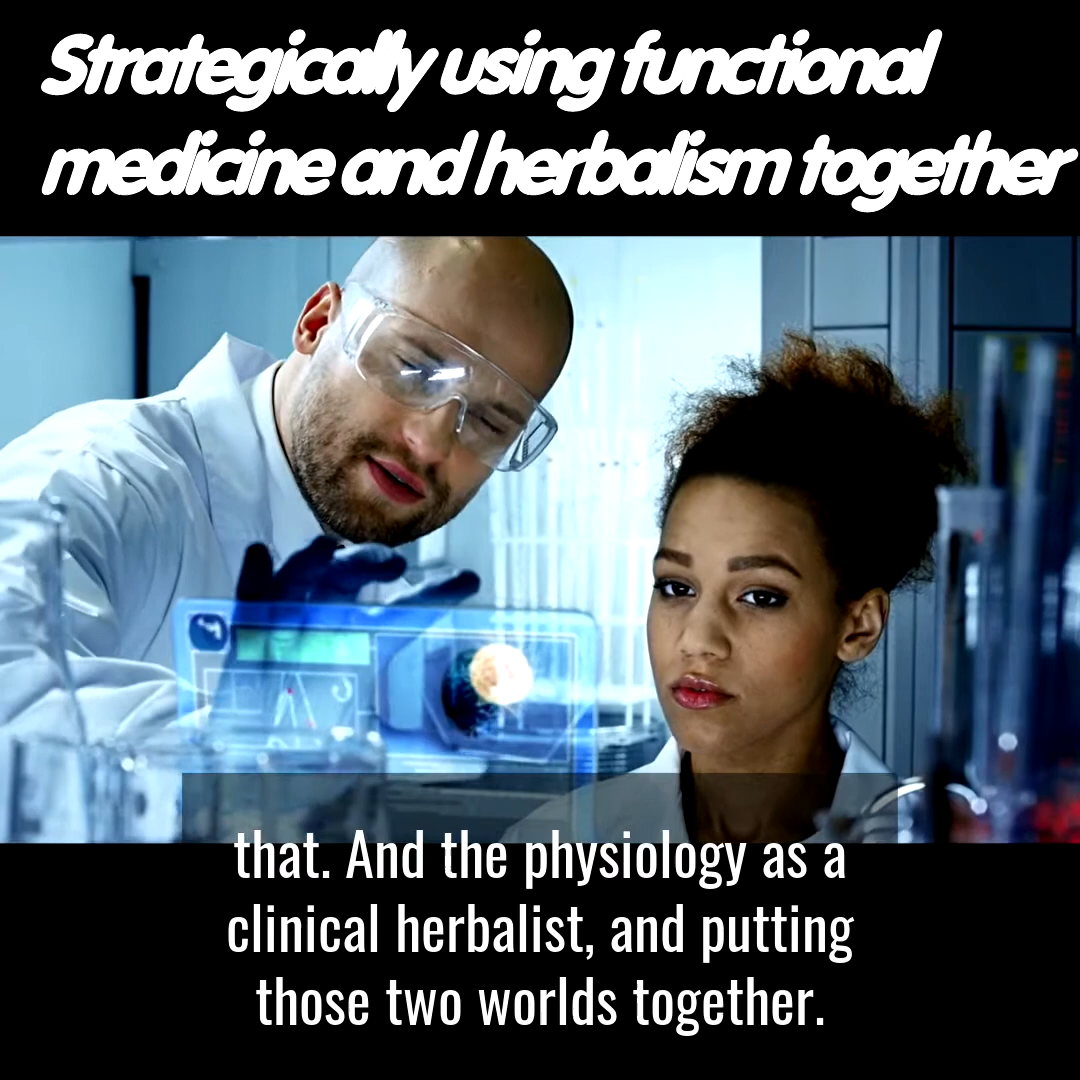 Strategically using functional
medicine and herbalism together
that. And the physiology as a
clinical herbalist, and putting
those two worlds together.